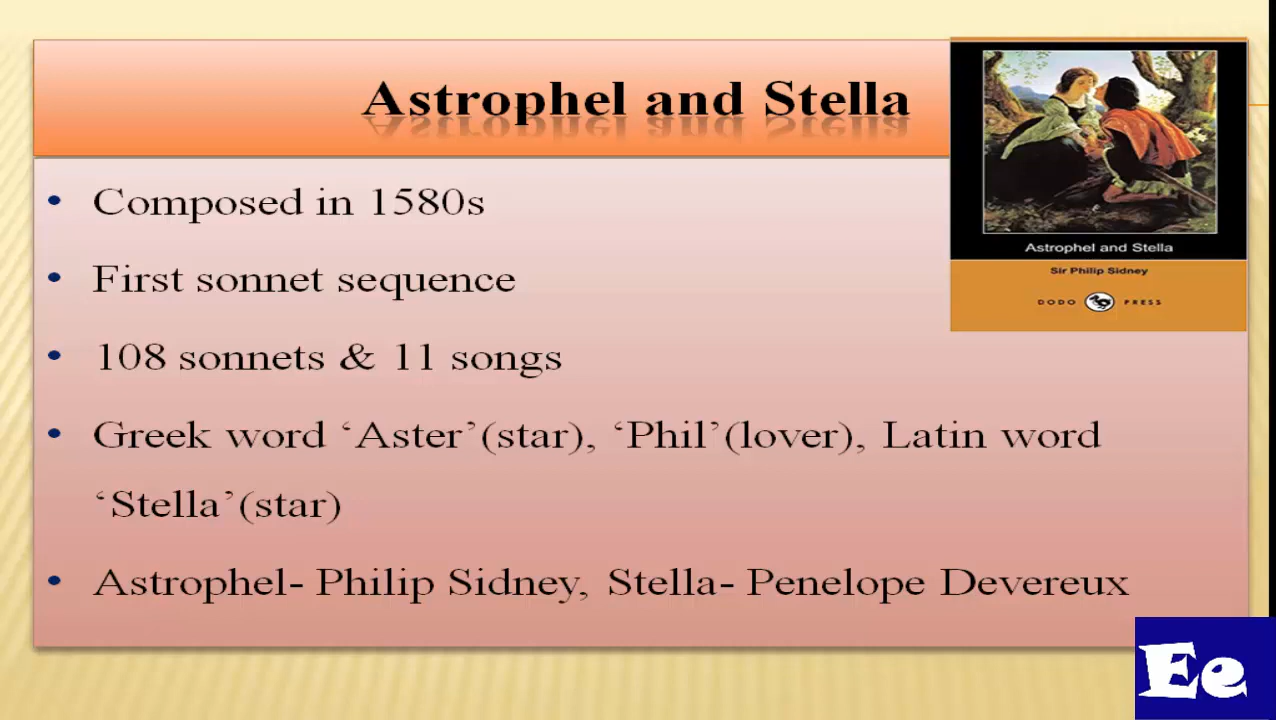 Astrophel and Stella
• Composed in 1580s
• First sonnet sequence
• 108 sonnets & 11 songs
• Greek word ‘Aster’(star), ‘Phil’(lover), Latin word
‘Stella’(star)
• Astrophel- Philip Sidney, Stella- Penelope Devereux
Astrophel and Stella
Sir Philip Sidney
DODO PRESS
Ee